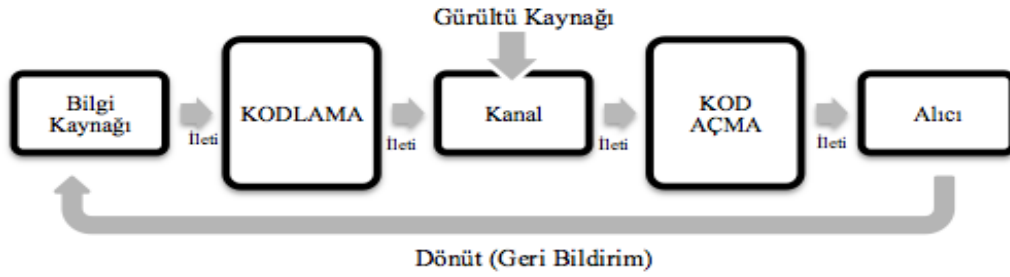 Gürültü Kaynağı
Bilgi
Kaynağı
İleti
KODLAMA
İleti
Kanal
İleti
KOD
AÇMA
İleti
Alıcı
Dönüt (Geri Bildirim)